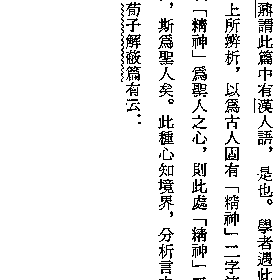 謂此篇中有漢人語，是也。學者遇此
上所辨析，以爲古人固有「精神」二字
「精神」爲聖人之心，則此處「精神」
，斯爲聖人矣。此種心知境界，分析言
荀子解蔽篇有云：